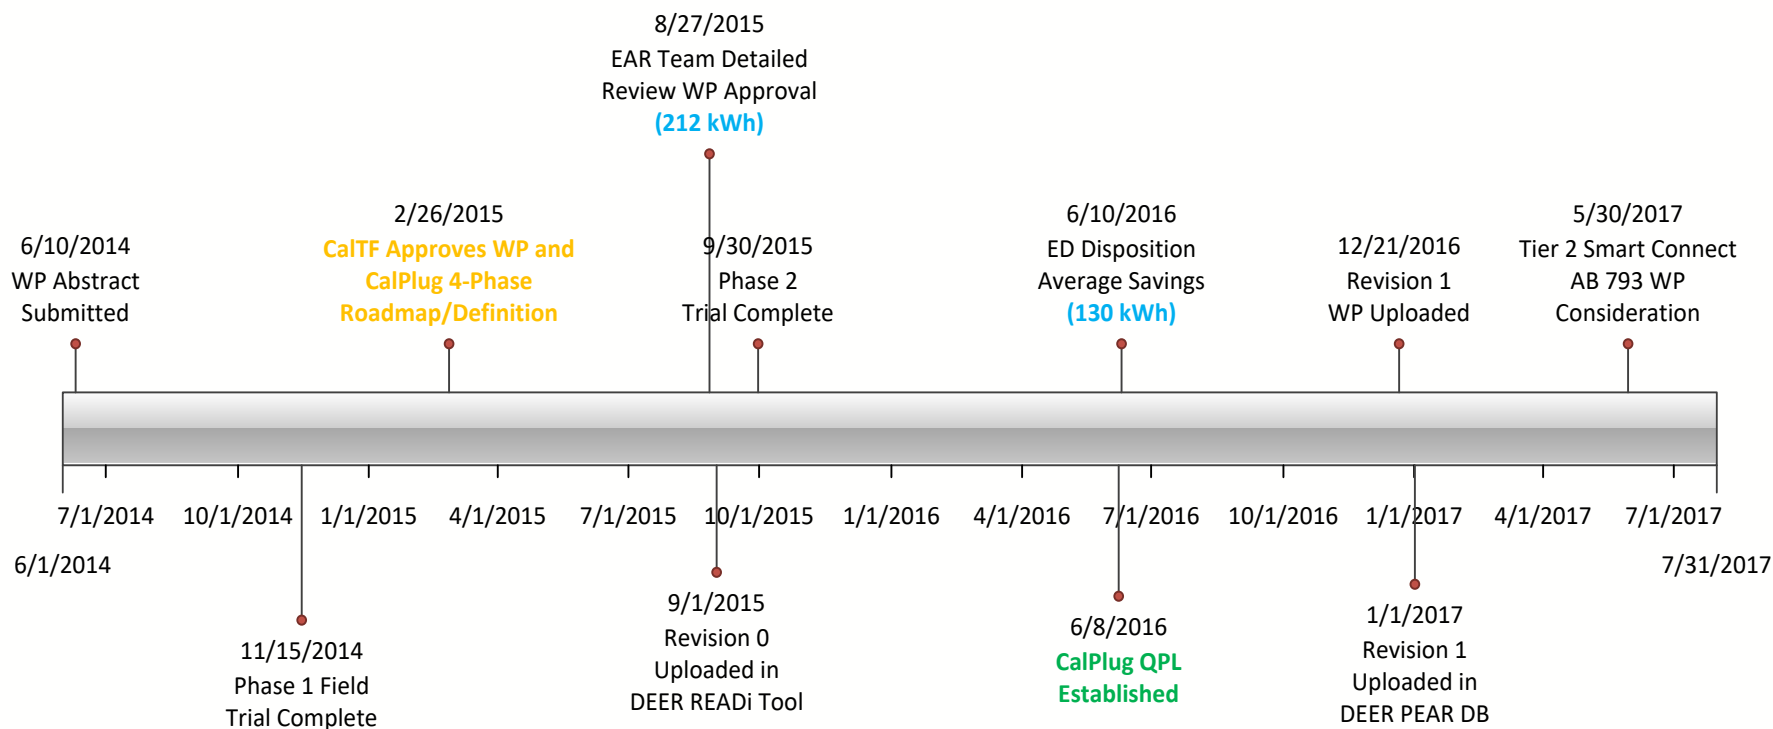 8/27/2015
EAR Team Detailed
Review WP Approval
(212 kWh)
6/10/2014
WP Abstract
Submitted
2/26/2015
CalTF Approves WP and
CalPlug 4-Phase
Roadmap/Definition
9/30/2015
Phase 2
Trial Complete
6/10/2016
ED Disposition
Average Savings
(130 kWh)
12/21/2016
Revision 1
WP Uploaded
5/30/2017
Tier 2 Smart Connect
AB 793 WP
Consideration
7/1/2014 10/1/2014 1/1/2015 4/1/2015 7/1/2015 10/1/2015 1/1/2016 4/1/2016 7/1/2016 10/1/2016 1/1/2017 4/1/2017 7/1/2017
6/1/2014 7/31/2017
11/15/2014
Phase 1 Field
Trial Complete
9/1/2015
Revision 0
Uploaded in
DEER READi Tool
6/8/2016
CalPlug QPL
Established
1/1/2017
Revision 1
Uploaded in
DEER PEAR DB